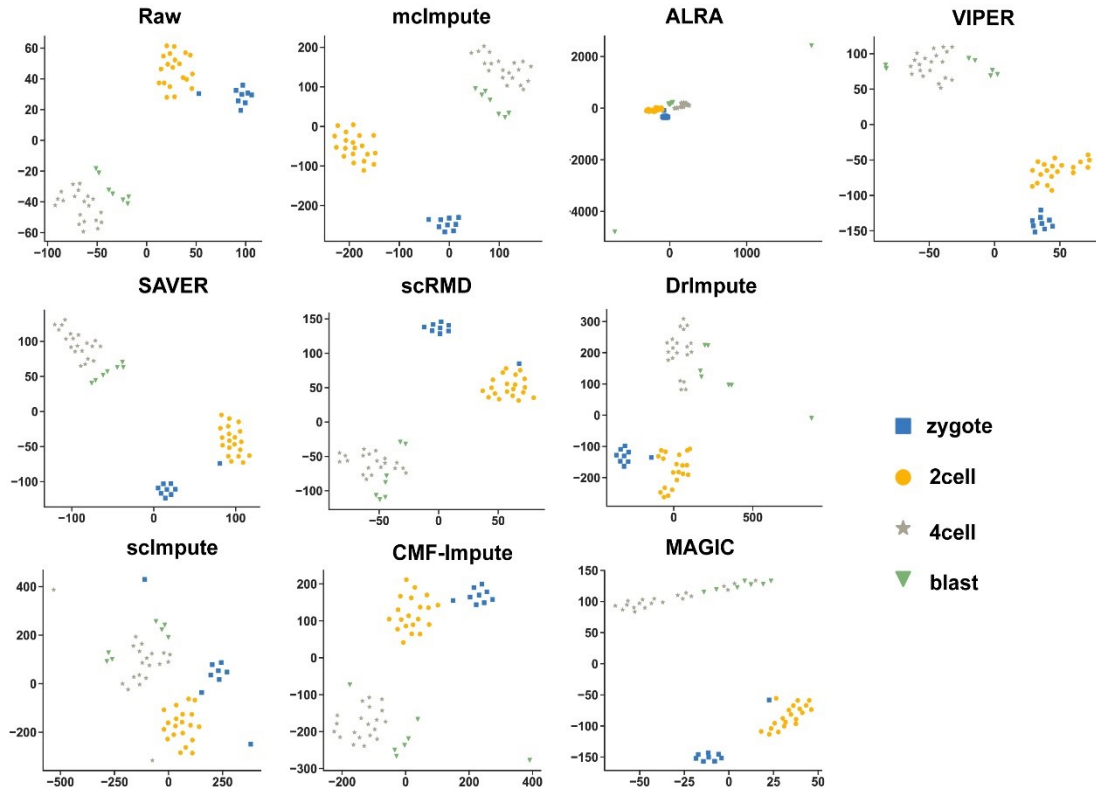 Raw
60
40
20
0
−20
−40
−60
−100 −50 0 50 100
mcImpute
200
100
0
−100
−200
−200 −100 0 100
ALRA
2000
0
2000
4000
0 1000
VIPER
100
50
0
−50
−100
−150
−50 0 50
SAVER
100
50
0
−50
−100
−100 0 100
scRMD
150
100
50
0
−50
−100
−50 0 50
DrImpute
300
200
100
0
−100
−200
0 500
zygote
2cell
4cell
blast
scImpute
400
200
0
−200
−500 −250 0 250
CMF-Impute
200
100
0
−100
−200
−300
−200 0 200 400
MAGIC
150
100
50
0
−50
−100
−150
−50 −25 0 25 50